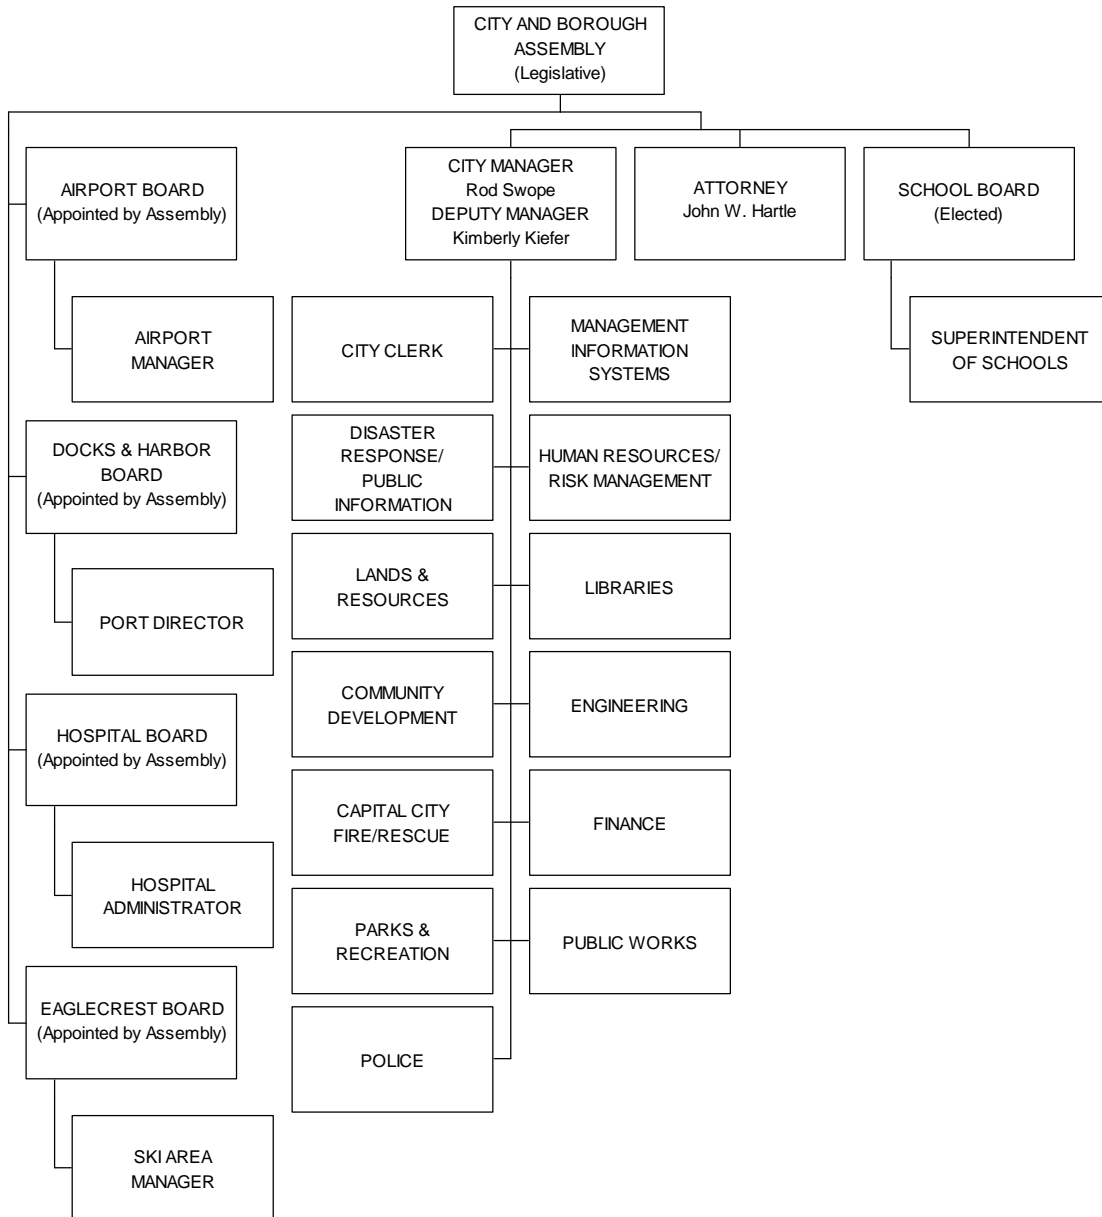 CITY AND BOROUGH
ASSEMBLY
(Legislative)
AIRPORT BOARD
(Appointed by Assembly)
CITY MANAGER
Rod Swope
DEPUTY MANAGER
Kimberly Kiefer
ATTORNEY
John W. Hartle
SCHOOL BOARD
(Elected)
AIRPORT
MANAGER
CITY CLERK
MANAGEMENT
INFORMATION
SYSTEMS
SUPERINTENDENT
OF SCHOOLS
DOCKS & HARBOR
BOARD
(Appointed by Assembly)
DISASTER
RESPONSE/
PUBLIC
INFORMATION
HUMAN RESOURCES/
RISK MANAGEMENT
PORT DIRECTOR
LANDS &
RESOURCES
LIBRARIES
HOSPITAL BOARD
(Appointed by Assembly)
COMMUNITY
DEVELOPMENT
ENGINEERING
HOSPITAL
ADMINISTRATOR
CAPITAL CITY
FIRE/RESCUE
FINANCE
PARKS &
RECREATION
PUBLIC WORKS
EAGLECREST BOARD
(Appointed by Assembly)
POLICE
SKI AREA
MANAGER